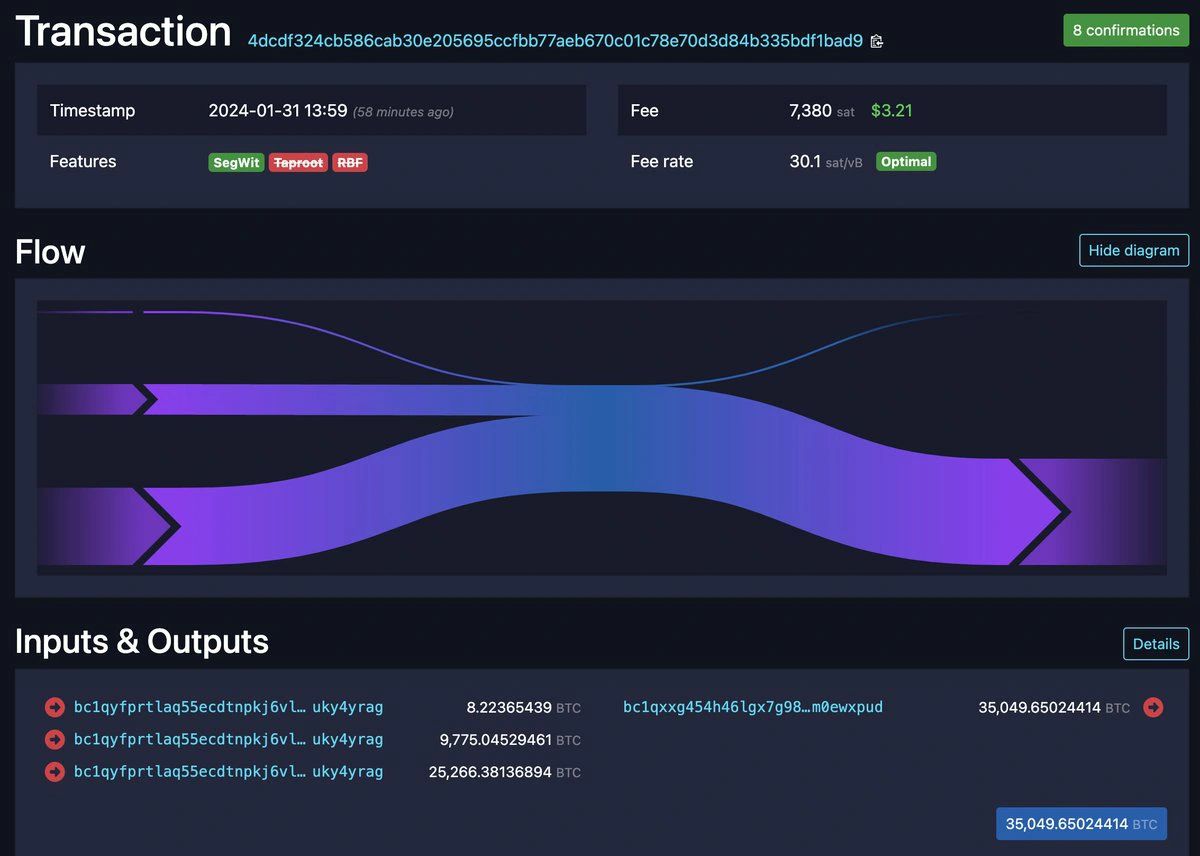 Transaction 4dcdf324cb586cab30e205695ccfbb77aeb670c01c78e70d3d84b335bdf1bad9 8 confirmations
Timestamp 2024-01-31 13:59 (58 minutes ago) Fee 7,380 sat $3.21
Features SegWit Taproot RBF Fee rate 30.1 sat/vB Optimal
Flow Hide diagram
Inputs & Outputs Details
bc1qyfprtlaq55ecdtnpkj6vl… uky4yrag 8.22365439 BTC bc1qxxg454h46lgx7g98…m0ewxpud 35,049.65024414 BTC
bc1qyfprtlaq55ecdtnpkj6vl… uky4yrag 9,775.04529461 BTC
bc1qyfprtlaq55ecdtnpkj6vl… uky4yrag 25,266.38136894 BTC
35,049.65024414 BTC